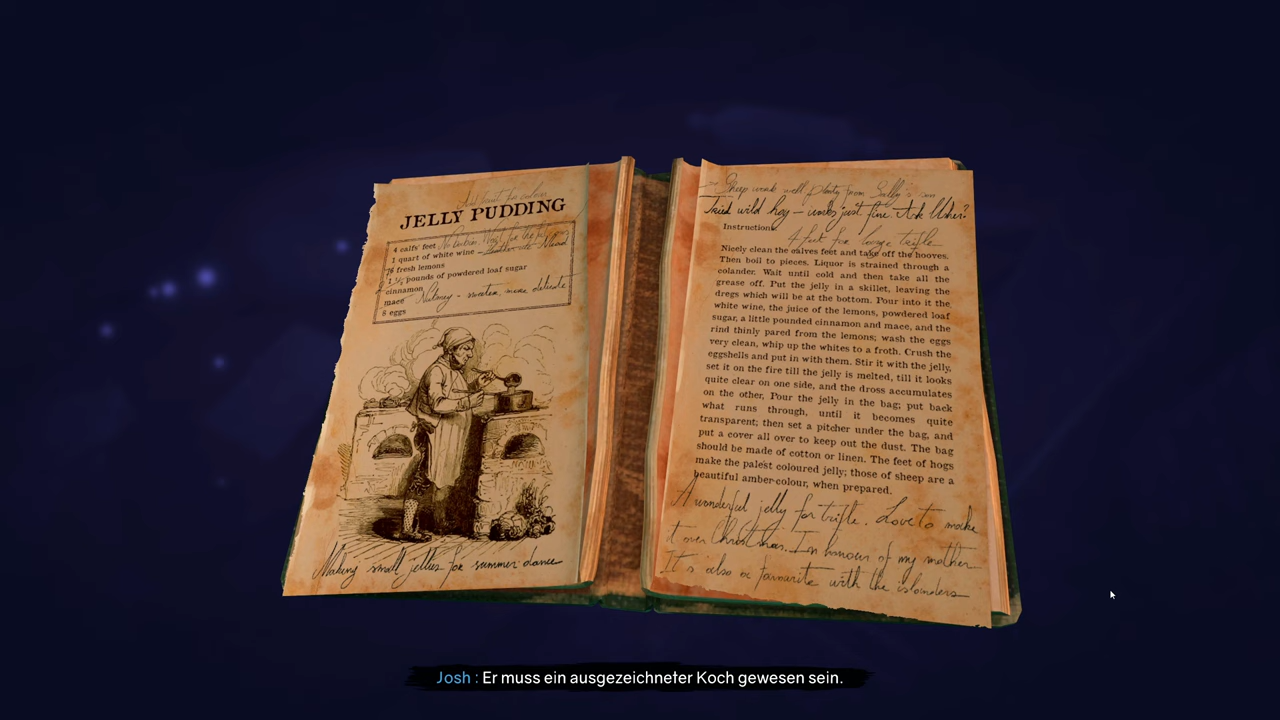 JELLY PUDDING
4 calfs' feet
1 quart of white wine
fresh lemons
pounds of powdered loaf sugar
cinnamon
mace Nutmeg - sweeter, more delicate
8 eggs
Making small jellies for summer dance
Sheep work well, plenty from Sally's
Tried wild hog - works just fine. Ask Usher?
Instructions
4 feet for large trifle
Nicely clean the calves feet and take off the hooves.
Then boil to pieces. Liquor is strained through a
colander. Wait until cold and then take all the
grease off. Put the jelly in a skillet, leaving the
dregs which will be at the bottom. Pour into it the
white wine, the juice of the lemons, powdered loaf
sugar, a little pounded cinnamon and mace, and the
rind thinly pared from the lemons; wash the eggs
very clean, whip up the whites to a froth. Crush the
eggshells and put in with them. Stir it with the jelly,
set it on the fire till the jelly is melted, till it looks
quite clear on one side, and the dross accumulates
on the other, Pour the jelly in the bag; put back
what runs through, until it becomes quite
transparent; then set a pitcher under the bag, and
put a cover all over to keep out the dust. The bag
should be made of cotton or linen. The feet of hogs
make the palest coloured jelly; those of sheep are a
beautiful amber-colour, when prepared.
A wonderful jelly for trifle. Love to make
it over Christmas. In honour of my mother
It's also a favourite with the islanders
Josh : Er muss ein ausgezeichneter Koch gewesen sein.